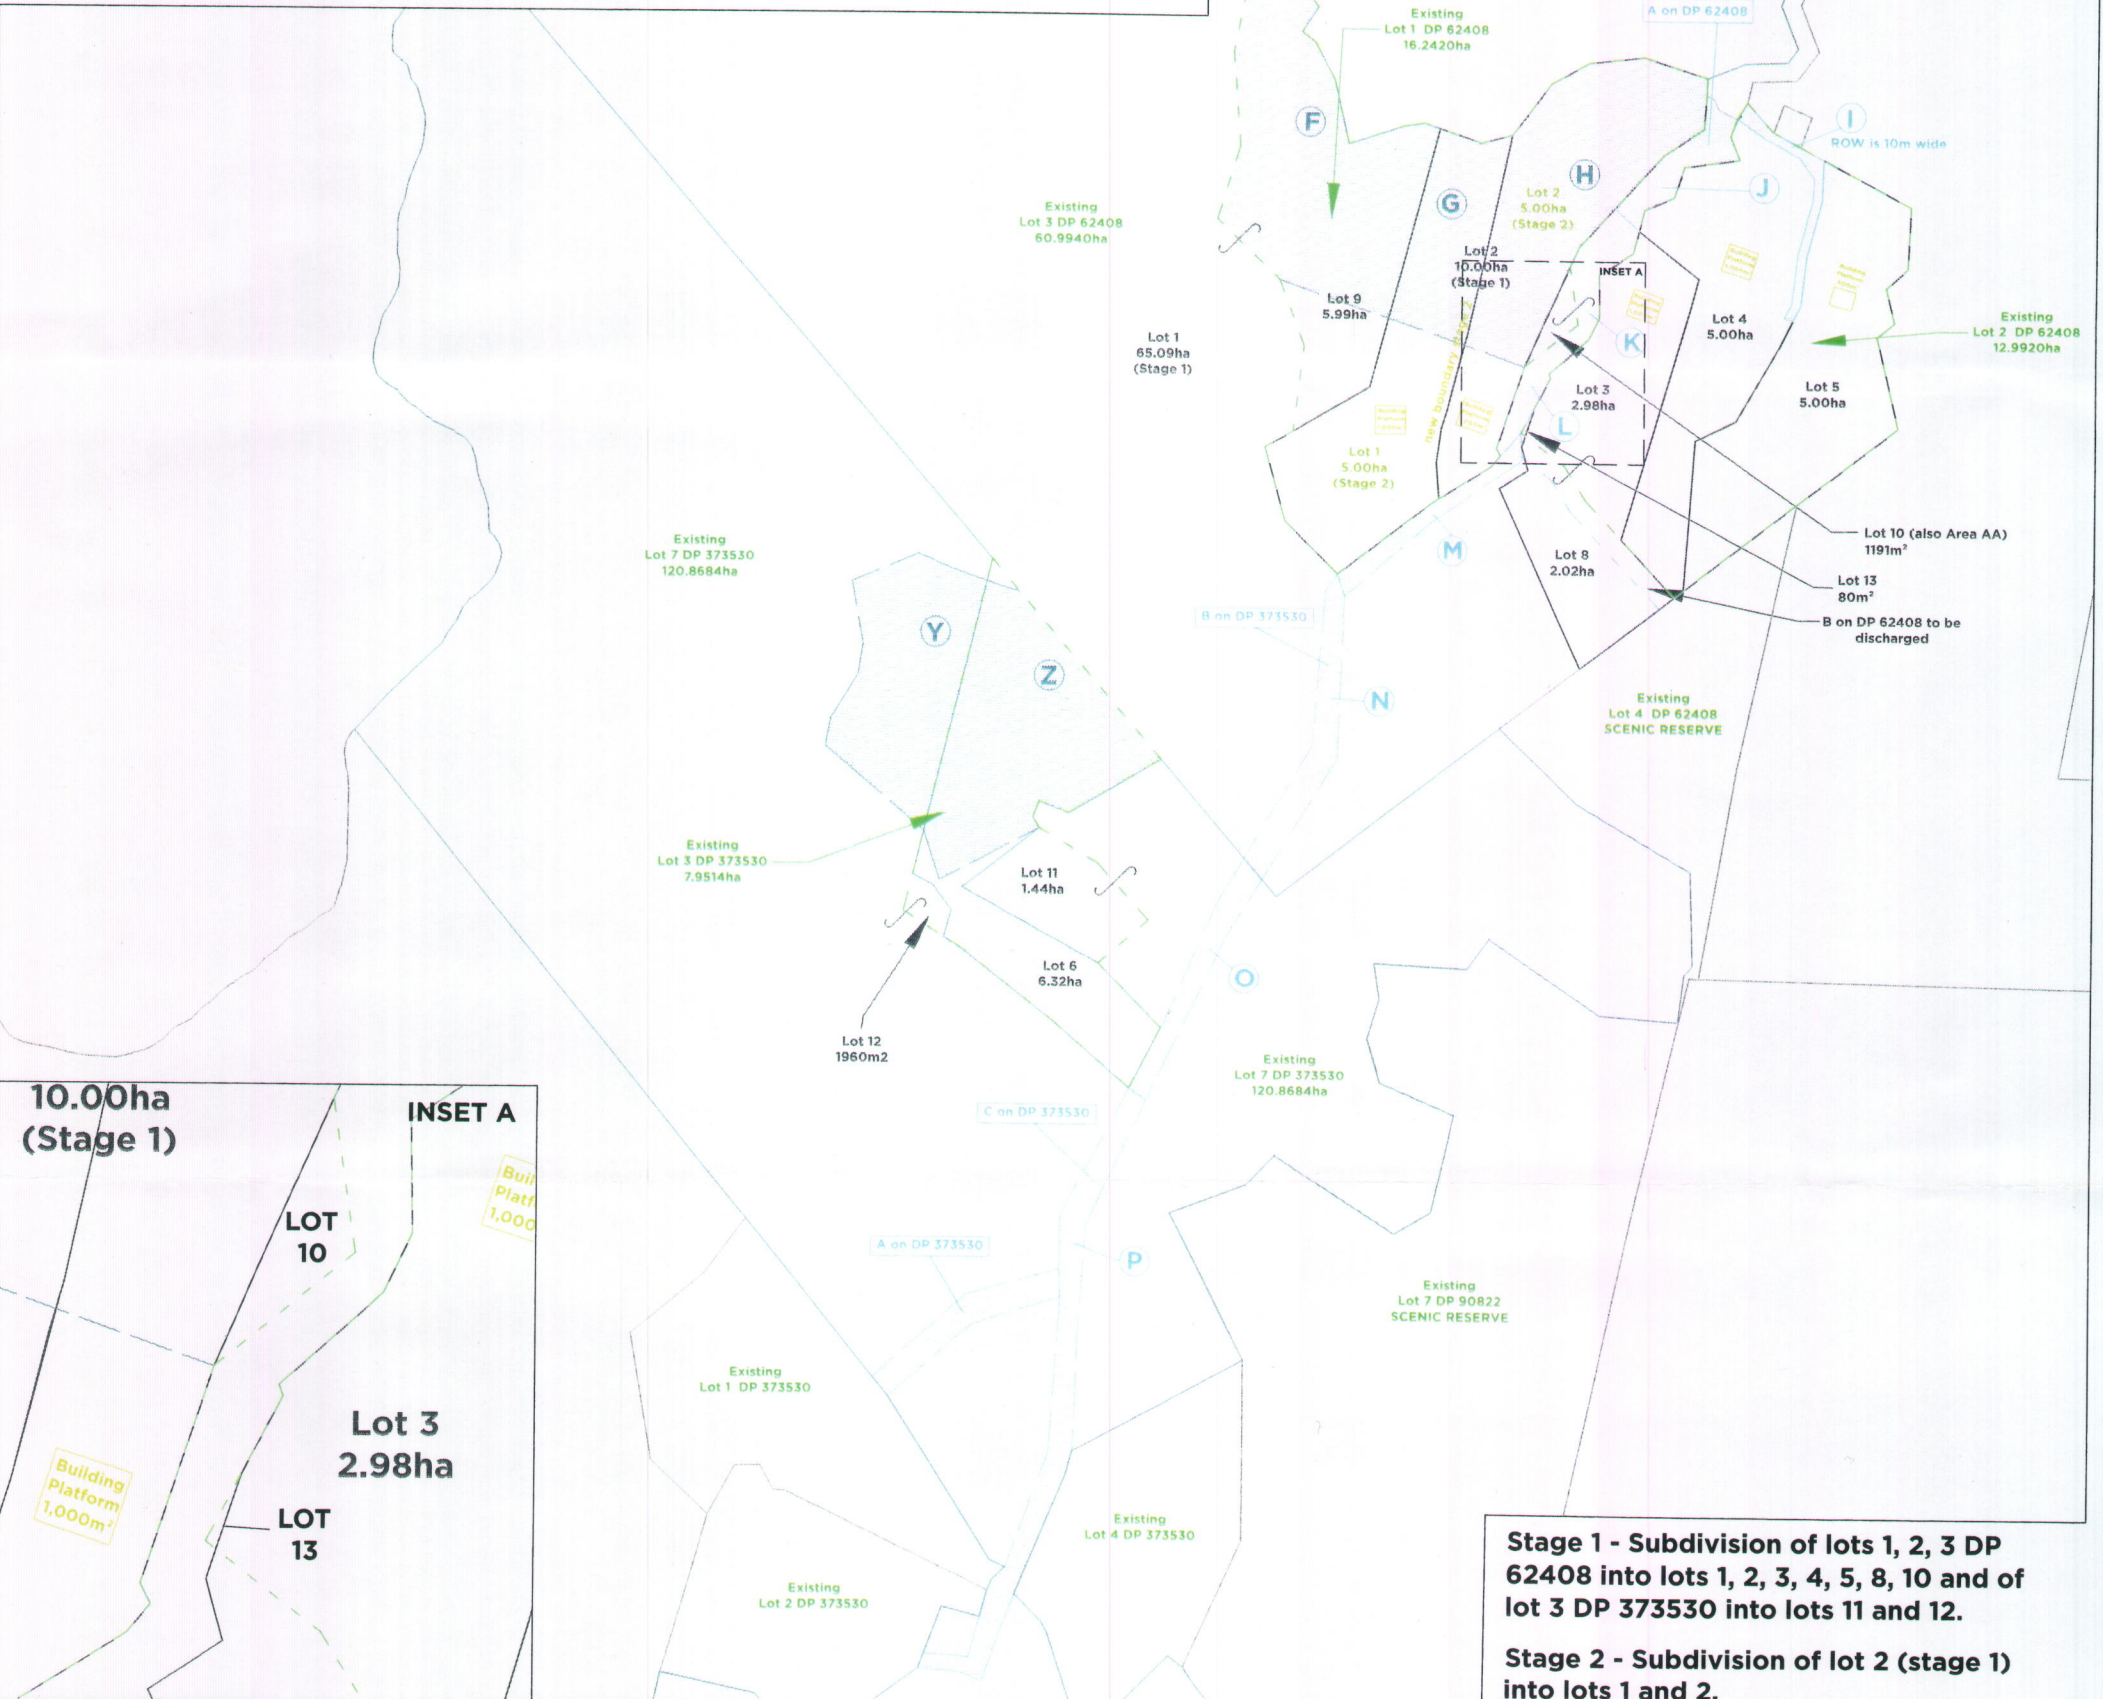 Existing
Lot 1 DP 62408
16.2420ha
A on DP 62408
F
I
ROW is 10m wide
H
J
G
Lot 2
5.00ha
(Stage 2)
Existing
Lot 3 DP 62408
60.9940ha
Lot 2
10.00ha
(Stage 1)
INSET A
Lot 9
5.99ha
Lot 1
65.09ha
(Stage 1)
K
Lot 4
5.00ha
Existing
Lot 2 DP 62408
12.9920ha
Lot 3
2.98ha
Lot 5
5.00ha
new boundary stage 2
L
Lot 1
5.00ha
(Stage 2)
Existing
Lot 7 DP 373530
120.8684ha
M
Lot 8
2.02ha
Lot 10 (also Area AA)
1191m²
Lot 13
80m²
B on DP 62408 to be
discharged
B on DP 373530
Y
Z
N
Existing
Lot 4 DP 62408
SCENIC RESERVE
Existing
Lot 3 DP 373530
7.9514ha
Lot 11
1.44ha
Lot 6
6.32ha
O
Lot 12
1960m2
Existing
Lot 7 DP 373530
120.8684ha
C on DP 373530
A on DP 373530
P
Existing
Lot 7 DP 90822
SCENIC RESERVE
Existing
Lot 1 DP 373530
Existing
Lot 4 DP 373530
Existing
Lot 2 DP 373530
10.00ha
(Stage 1)
INSET A
Buil
Platf
1,000
LOT
10
Lot 3
2.98ha
Building
Platform
1,000m²
LOT
13
Stage 1 - Subdivision of lots 1, 2, 3 DP
62408 into lots 1, 2, 3, 4, 5, 8, 10 and of
lot 3 DP 373530 into lots 11 and 12.
Stage 2 - Subdivision of lot 2 (stage 1)
into lots 1 and 2.